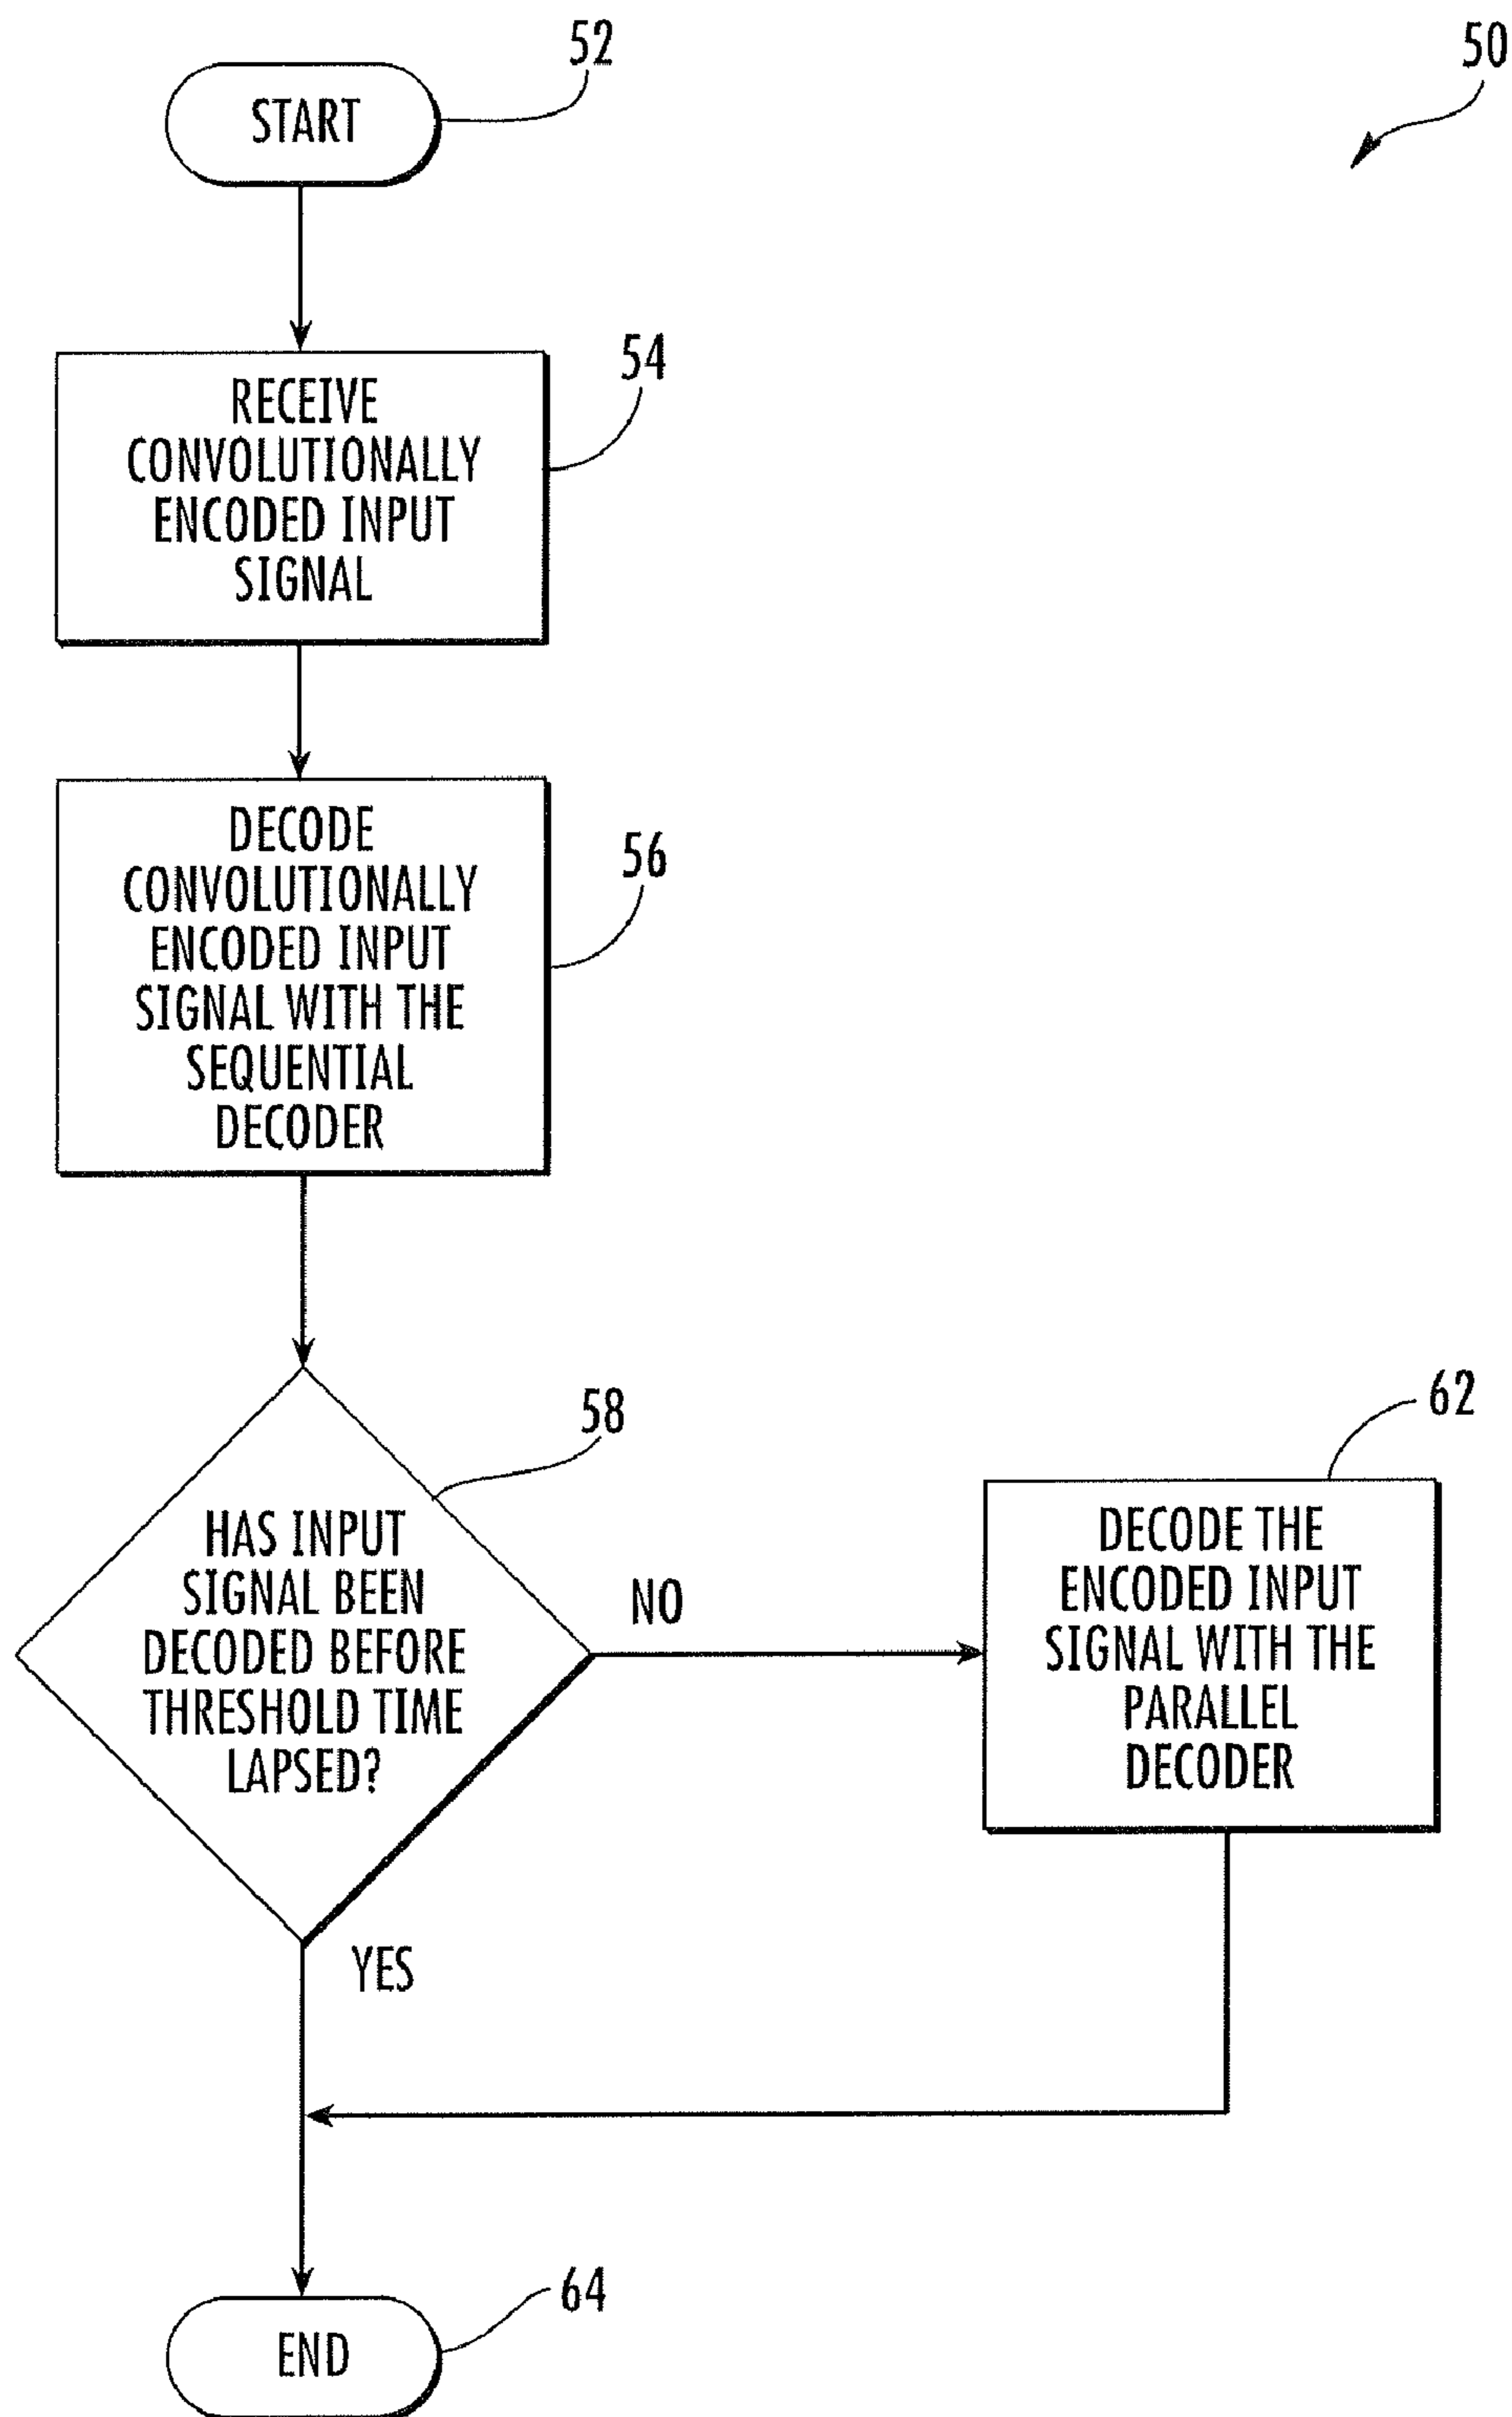 52
50
START
54
RECEIVE
CONVOLUTIONALLY
ENCODED INPUT
SIGNAL
56
DECODE
CONVOLUTIONALLY
ENCODED INPUT
SIGNAL WITH THE
SEQUENTIAL
DECODER
58
HAS INPUT
SIGNAL BEEN
DECODED BEFORE
THRESHOLD TIME
LAPSED?
NO
62
DECODE THE
ENCODED INPUT
SIGNAL WITH THE
PARALLEL
DECODER
YES
64
END